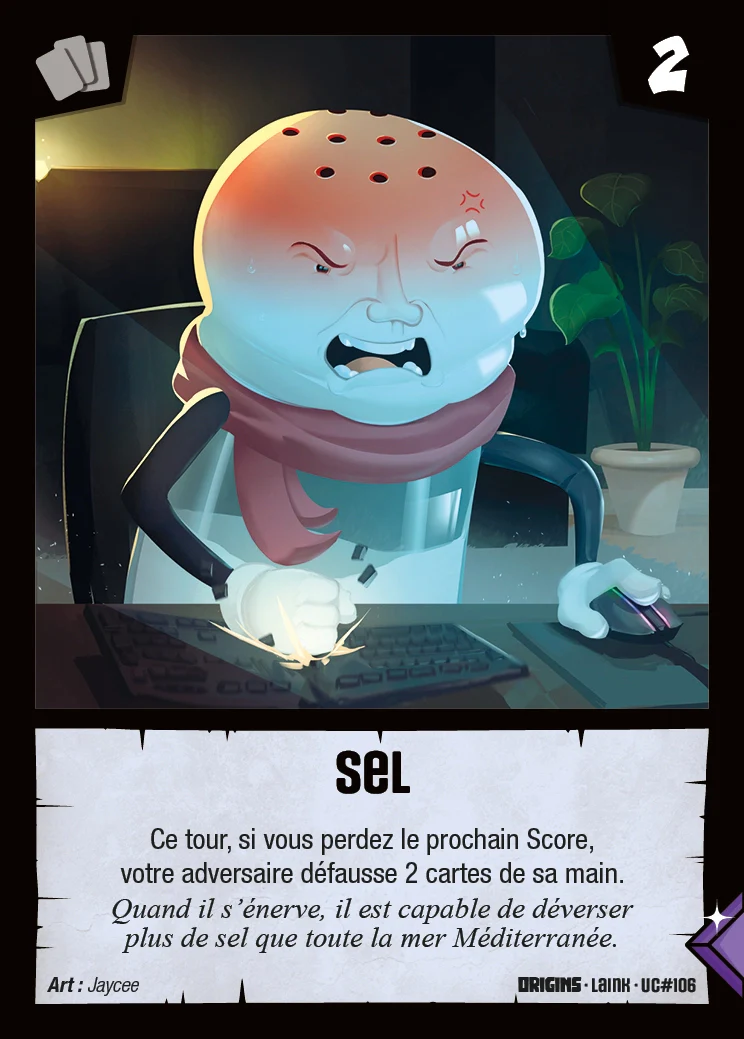 2
Sel
Ce tour, si vous perdez le prochain Score,
votre adversaire défausse 2 cartes de sa main.
Quand il s’énerve, il est capable de déverser
plus de sel que toute la mer Méditerranée.
Art : Jaycee
ORIGINS · Laink · UC#106